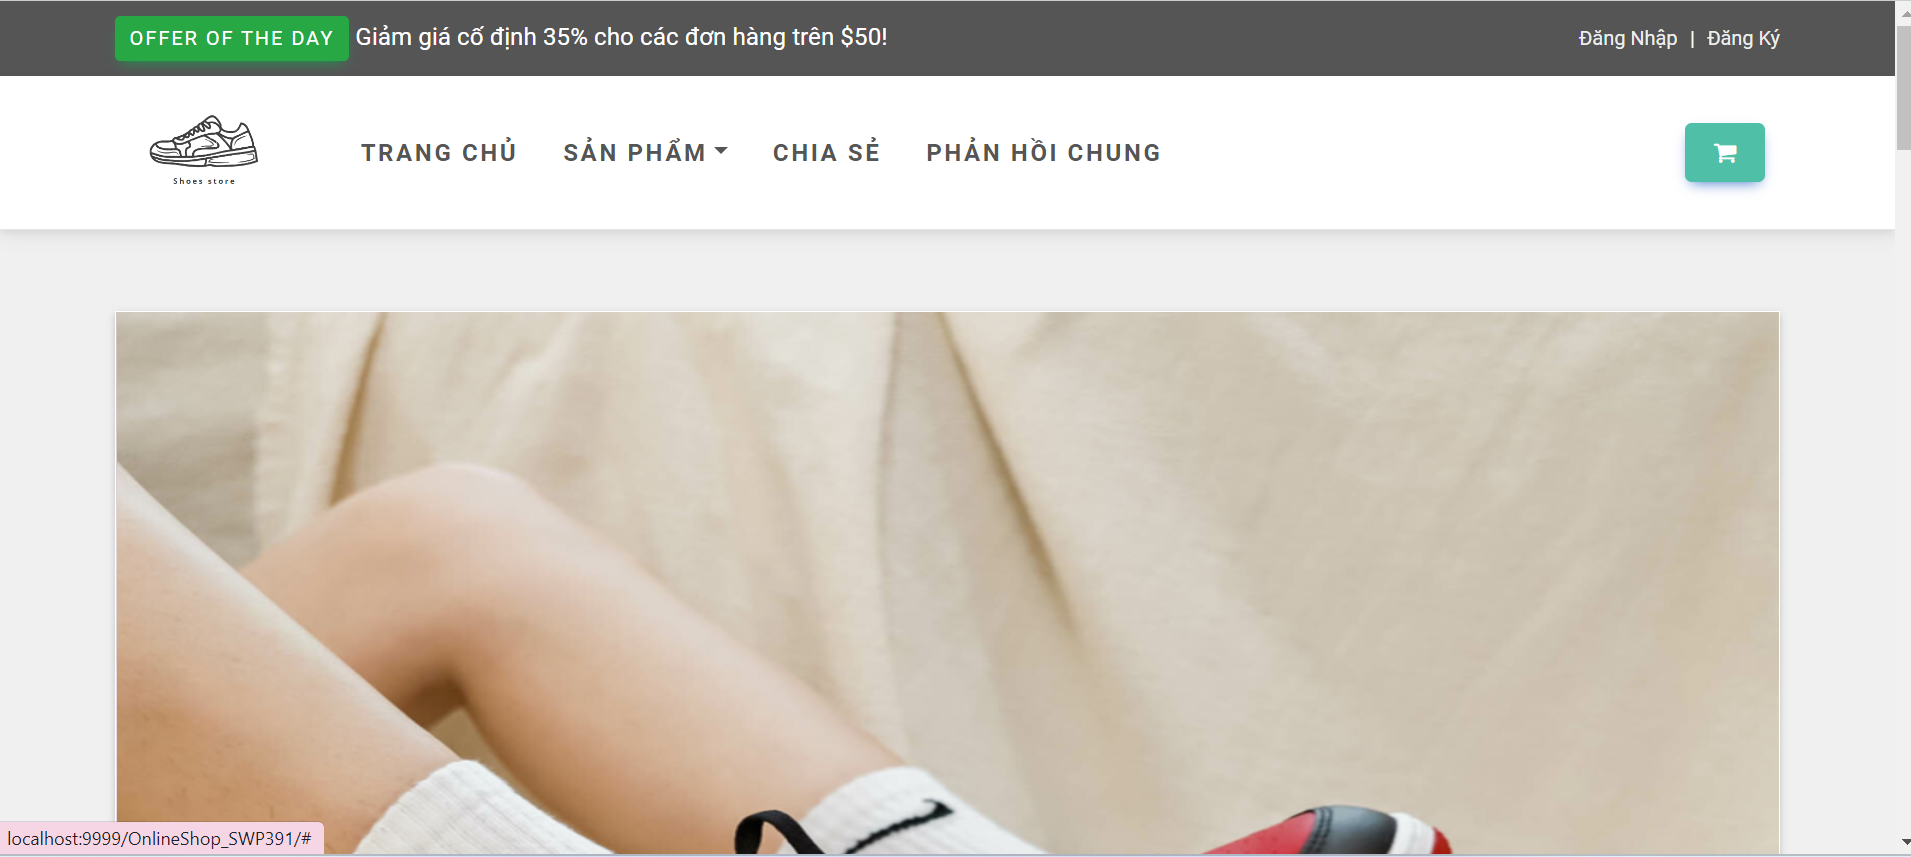 OFFER OF THE DAY Giảm giá cố định 35% cho các đơn hàng trên $50!
Đăng Nhập | Đăng Ký
Shoes store
TRANG CHỦ SẢN PHẨM CHIA SẺ PHẢN HỒI CHUNG
localhost:9999/OnlineShop_SWP391/#